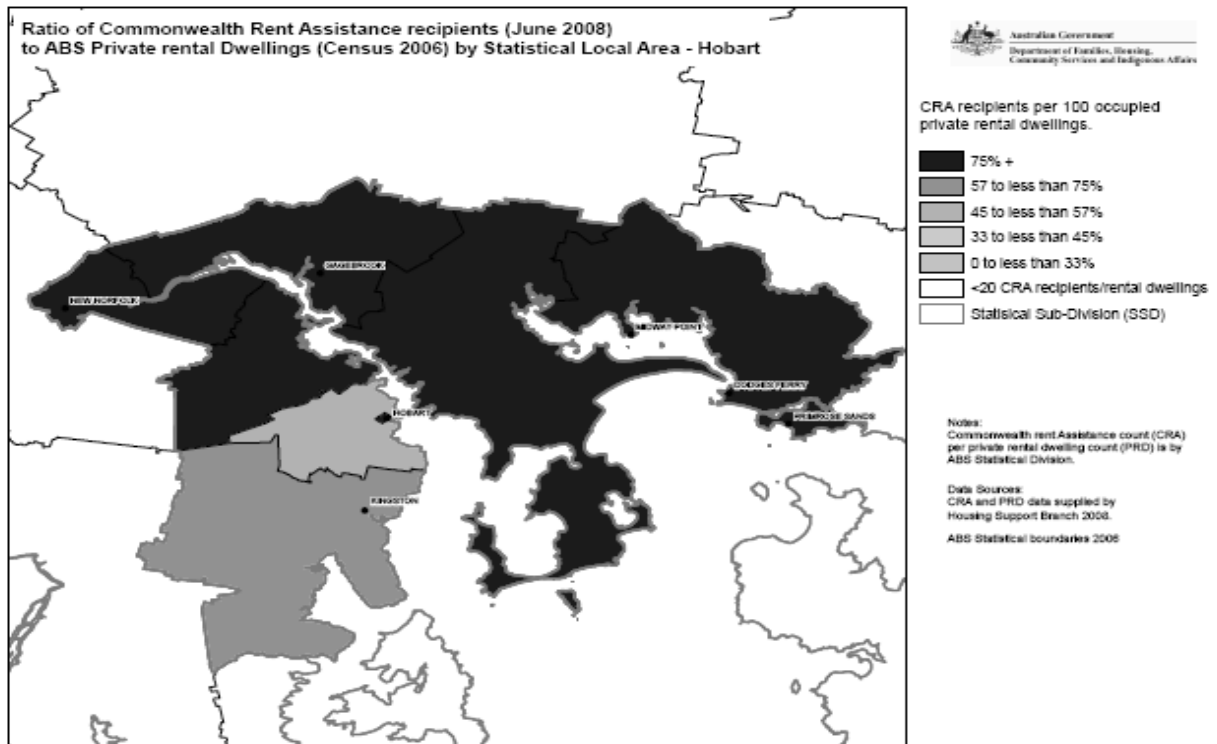 Ratio of Commonwealth Rent Assistance recipients (June 2008)
to ABS Private rental Dwellings (Census 2006) by Statistical Local Area - Hobart
Australian Government
Department of Families, Housing,
Community Services and Indigenous Affairs
CRA recipients per 100 occupied
private rental dwellings.
75% +
57 to less than 75%
45 to less than 57%
33 to less than 45%
0 to less than 33%
<20 CRA recipients/rental dwellings
Statisical Sub-Division (SSD)
GAGEBROOK
NEW NORFOLK
MIDWAY POINT
DODGES FERRY
HOBART
PRIMROSE SANDS
KINGSTON
Notes:
Commonwealth rent Assistance count (CRA)
per private rental dwelling count (PRD) is by
ABS Statistical Division.
Data Sources:
CRA and PRD data supplied by
Housing Support Branch 2008.
ABS Statistical boundaries 2006